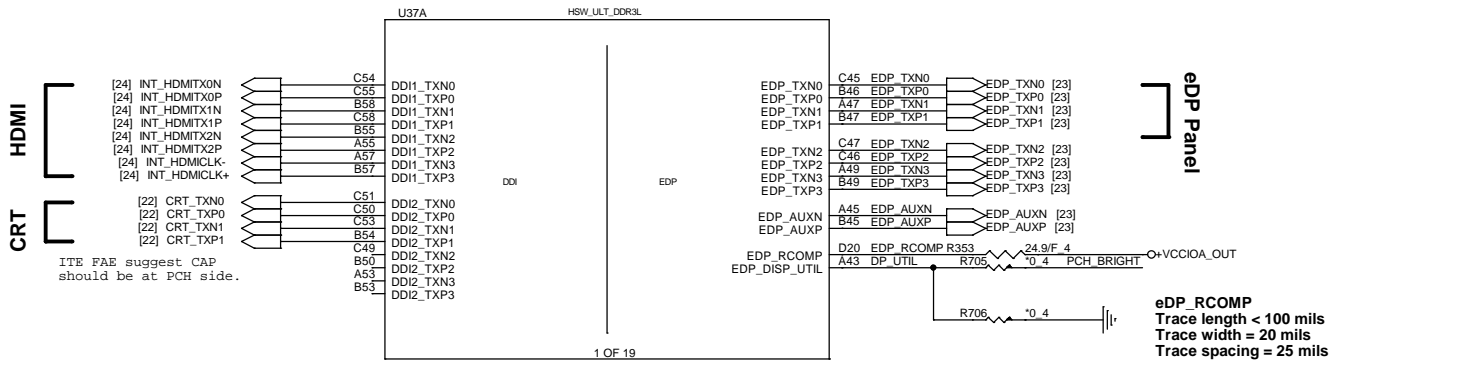 U37A
HSW_ULT_DDR3L
HDMI
[24] INT_HDMITX0N C54 DDI1_TXN0
[24] INT_HDMITX0P C55 DDI1_TXP0
[24] INT_HDMITX1N B58 DDI1_TXN1
[24] INT_HDMITX1P C58 DDI1_TXP1
[24] INT_HDMITX2N B55 DDI1_TXN2
[24] INT_HDMITX2P A55 DDI1_TXP2
[24] INT_HDMICLK- A57 DDI1_TXN3
[24] INT_HDMICLK+ B57 DDI1_TXP3
CRT
[22] CRT_TXN0 C51 DDI2_TXN0
[22] CRT_TXP0 C50 DDI2_TXP0
[22] CRT_TXN1 C53 DDI2_TXN1
[22] CRT_TXP1 B54 DDI2_TXP1
C49 DDI2_TXN2
B50 DDI2_TXP2
A53 DDI2_TXN3
B53 DDI2_TXP3
ITE FAE suggest CAP
should be at PCH side.
DDI
EDP
1 OF 19
EDP_TXN0 C45 EDP_TXN0 EDP_TXN0 [23]
EDP_TXP0 B46 EDP_TXP0 EDP_TXP0 [23]
EDP_TXN1 A47 EDP_TXN1 EDP_TXN1 [23]
EDP_TXP1 B47 EDP_TXP1 EDP_TXP1 [23]
EDP_TXN2 C47 EDP_TXN2 EDP_TXN2 [23]
EDP_TXP2 C46 EDP_TXP2 EDP_TXP2 [23]
EDP_TXN3 A49 EDP_TXN3 EDP_TXN3 [23]
EDP_TXP3 B49 EDP_TXP3 EDP_TXP3 [23]
EDP_AUXN A45 EDP_AUXN EDP_AUXN [23]
EDP_AUXP B45 EDP_AUXP EDP_AUXP [23]
EDP_RCOMP D20 EDP_RCOMP R353 24.9/F_4 +VCCIOA_OUT
EDP_DISP_UTIL A43 DP_UTIL R705 *0_4 PCH_BRIGHT
R706 *0_4
eDP Panel
eDP_RCOMP
Trace length < 100 mils
Trace width = 20 mils
Trace spacing = 25 mils